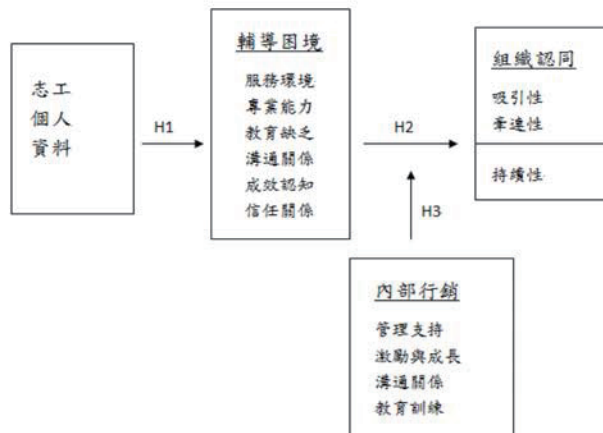 志工
個人
資料
H1
輔導困境
服務環境
專業能力
教育缺乏
溝通關係
成效認知
信任關係
H2
組織認同
吸引性
牽連性
持續性
H3
內部行銷
管理支持
激勵與成長
溝通關係
教育訓練